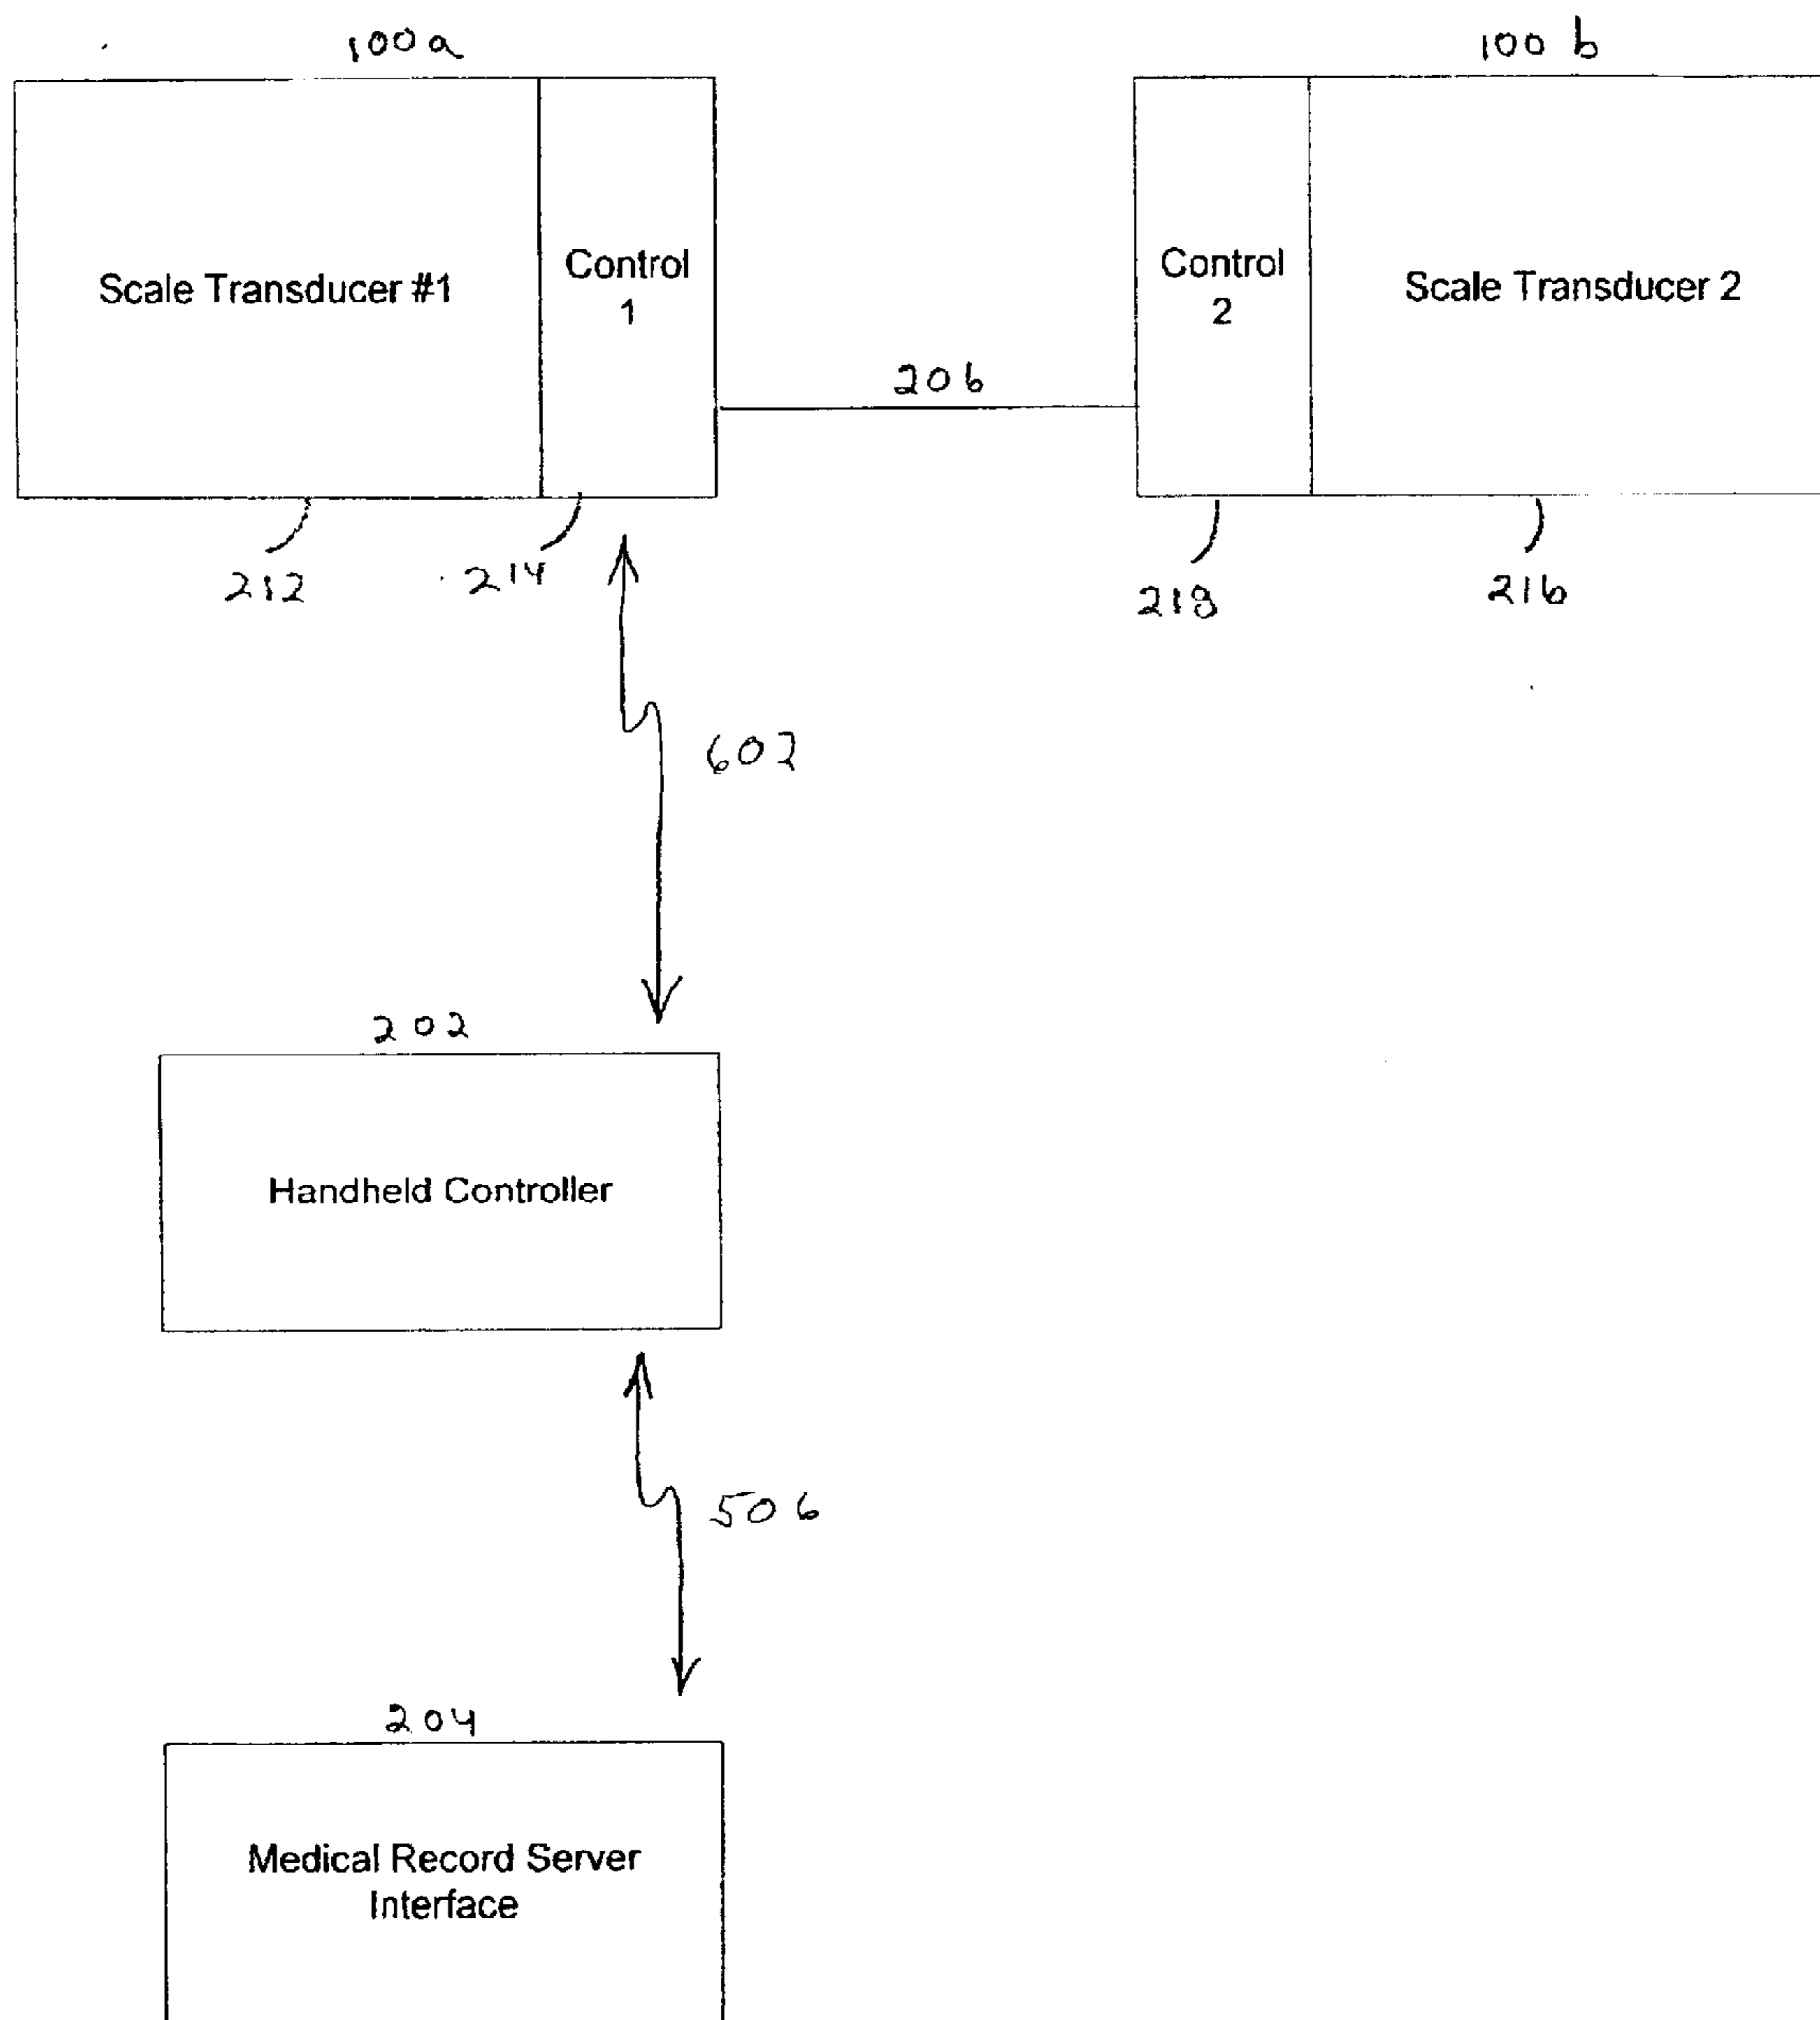 100a
100b
Scale Transducer #1
Control
1
Control
2
Scale Transducer 2
206
212
214
218
216
602
202
Handheld Controller
506
204
Medical Record Server
Interface